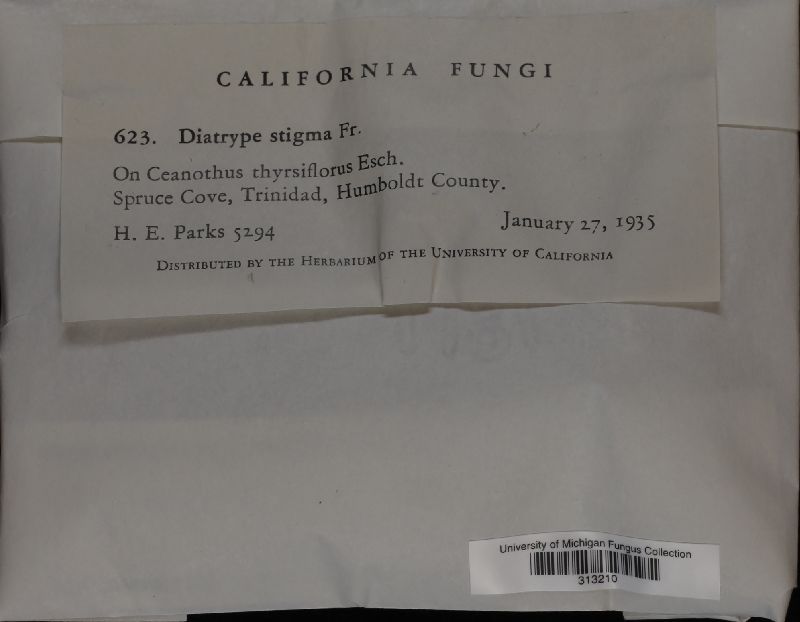 CALIFORNIA FUNGI
623. Diatrype stigma Fr.
On Ceanothus thyrsiflorus Esch.
Spruce Cove, Trinidad, Humboldt County.
H. E. Parks 5294 January 27, 1935
Distributed by the Herbarium of the University of California
University of Michigan Fungus Collection
313210